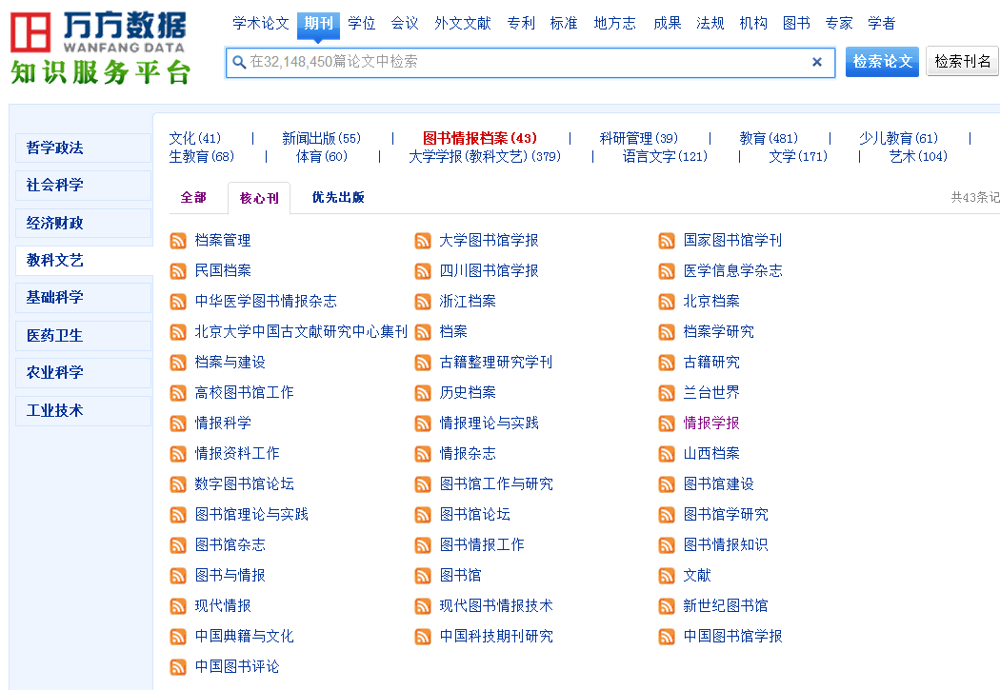 万方数据
WANFANG DATA
知识服务平台
学术论文 期刊 学位 会议 外文文献 专利 标准 地方志 成果 法规 机构 图书 专家 学者
在32,148,450篇论文中检索
检索论文 检索刊名
哲学政法
社会科学
经济财政
教科文艺
基础科学
医药卫生
农业科学
工业技术
文化(41) | 新闻出版(55) | 图书情报档案(43) | 科研管理(39) | 教育(481) | 少儿教育(61) |
生教育(68) | 体育(60) | 大学学报(教科文艺)(379) | 语言文字(121) | 文学(171) | 艺术(104)
全部 核心刊 优先出版 共43条记
档案管理 大学图书馆学报 国家图书馆学刊
民国档案 四川图书馆学报 医学信息学杂志
中华医学图书情报杂志 浙江档案 北京档案
北京大学中国古文献研究中心集刊 档案 档案学研究
档案与建设 古籍整理研究学刊 古籍研究
高校图书馆工作 历史档案 兰台世界
情报科学 情报理论与实践 情报学报
情报资料工作 情报杂志 山西档案
数字图书馆论坛 图书馆工作与研究 图书馆建设
图书馆理论与实践 图书馆论坛 图书馆学研究
图书馆杂志 图书情报工作 图书情报知识
图书与情报 图书馆 文献
现代情报 现代图书情报技术 新世纪图书馆
中国典籍与文化 中国科技期刊研究 中国图书馆学报
中国图书评论